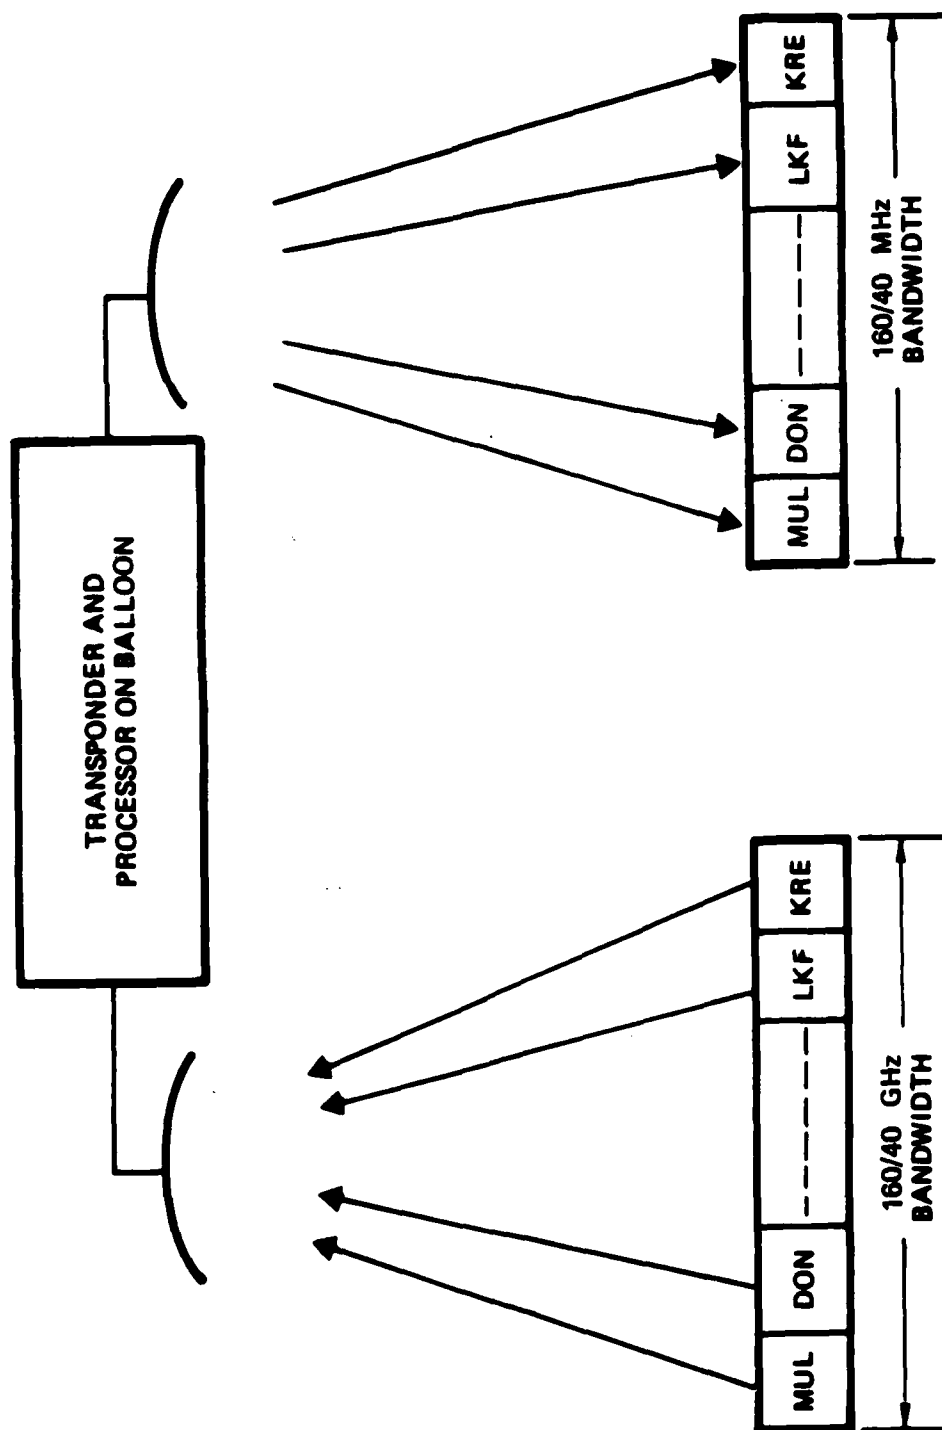 TRANSPONDER AND
PROCESSOR ON BALLOON
MUL DON LKF KRE
160/40 GHz
BANDWIDTH
MUL DON LKF KRE
160/40 MHz
BANDWIDTH